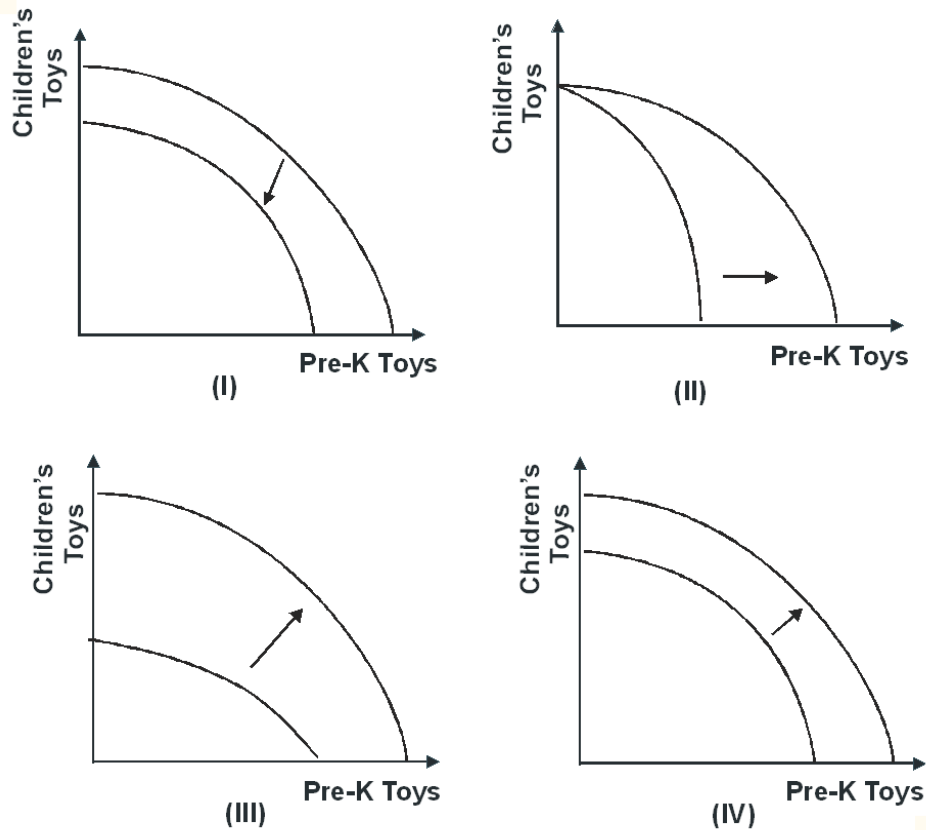 Children's
Toys
Pre-K Toys
(I)
Children's
Toys
Pre-K Toys
(II)
Children's
Toys
Pre-K Toys
(III)
Children's
Toys
Pre-K Toys
(IV)